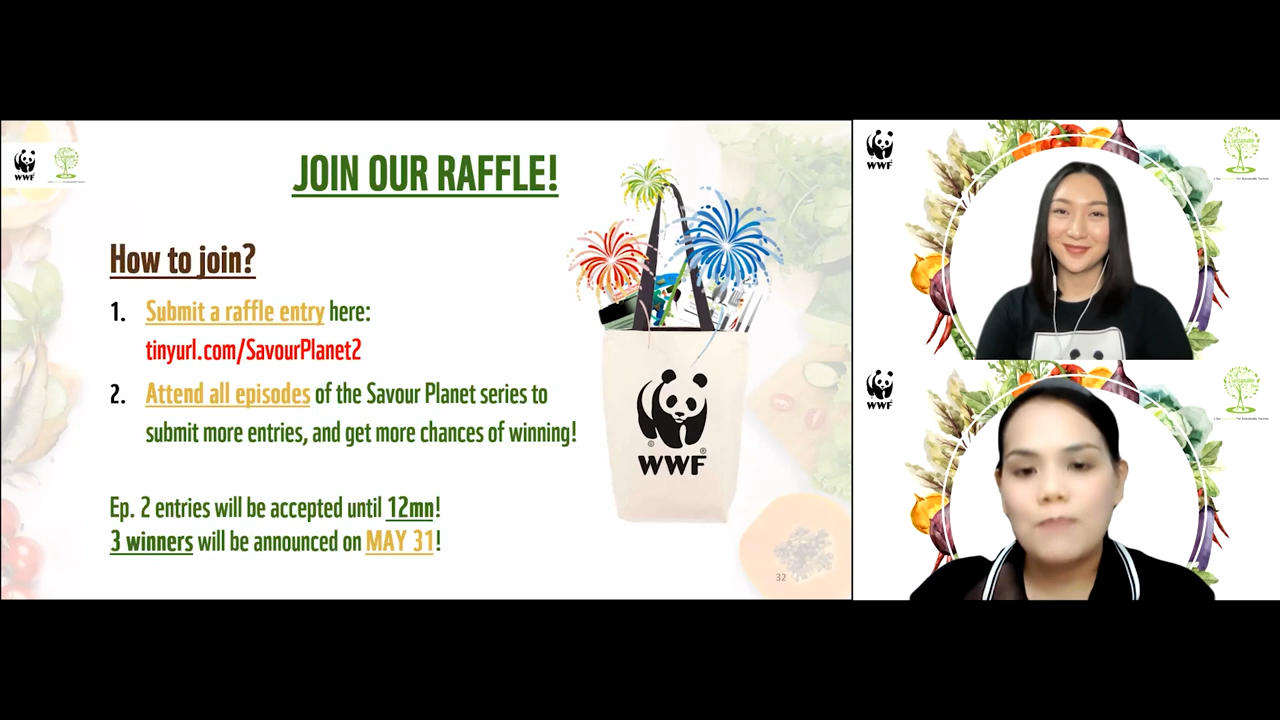 WWF
JOIN OUR RAFFLE!
How to join?
1. Submit a raffle entry here:
tinyurl.com/SavourPlanet2
2. Attend all episodes of the Savour Planet series to
submit more entries, and get more chances of winning!
Ep. 2 entries will be accepted until 12mn!
3 winners will be announced on MAY 31!
©
®
WWF
32
WWF
WWF